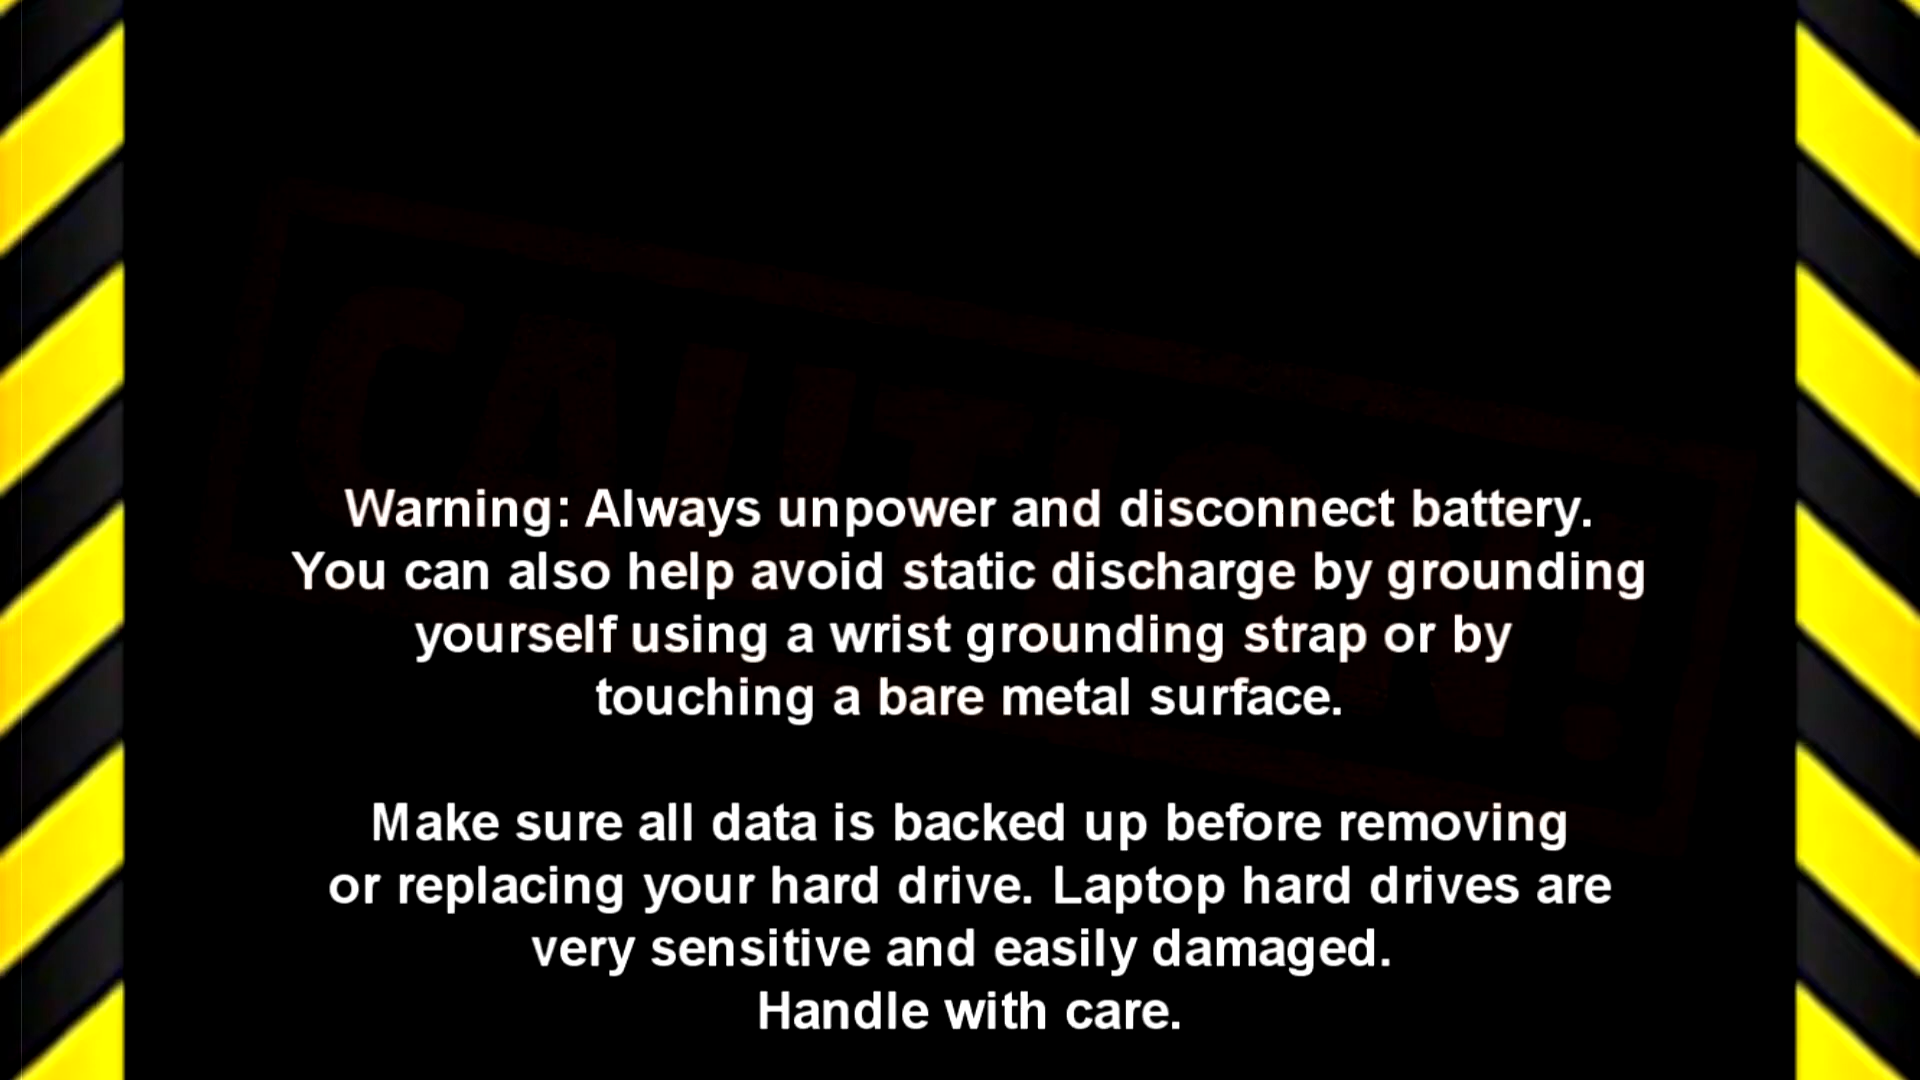 CAUTION!
Warning: Always unpower and disconnect battery.
You can also help avoid static discharge by grounding
yourself using a wrist grounding strap or by
touching a bare metal surface.
Make sure all data is backed up before removing
or replacing your hard drive. Laptop hard drives are
very sensitive and easily damaged.
Handle with care.